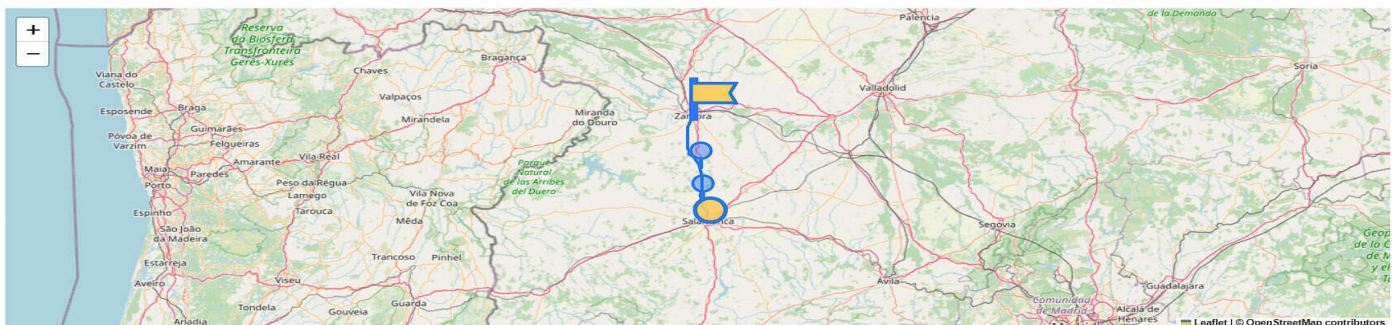 +
−
Reserva
da Biosfera
Transfronteira
Gerês-Xurés
Viana do
Castelo
Esposende
Braga
Póvoa de
Varzim
Guimarães
Felgueiras
Maia
Porto
Paredes
Amarante
Vila Real
Espinho
São João
da Madeira
Estarreja
Aveiro
Anadia
Chaves
Valpaços
Mirandela
Bragança
Miranda
do Douro
Peso da Régua
Lamego
Tarouca
Vila Nova
de Foz Coa
Mêda
Trancoso
Pinhel
Viseu
Tondela
Gouveia
Guarda
Parque
Natural
de las Arribes
del Duero
Palencia
de la Demanda
Soria
Valladolid
Segovia
Ávila
Guadalajara
Comunidad
de Madrid
Alcalá de
Henares
Leaflet | © OpenStreetMap contributors